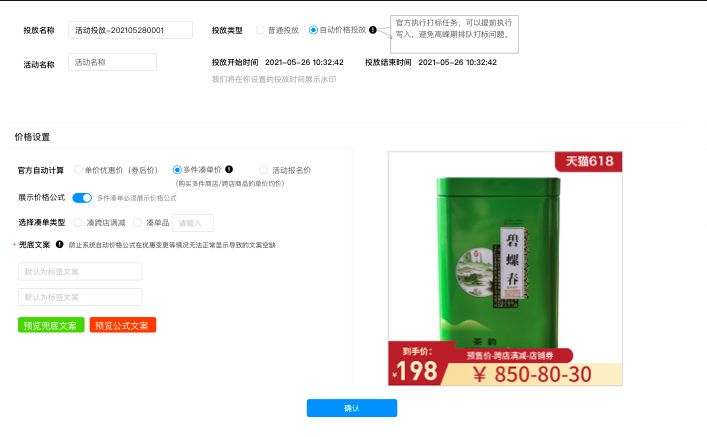 投放名称
活动投放-202105280001
投放类型
普通投放
自动价格投放
官方执行打标任务，可以提前执行
写入，避免高峰期排队打标问题。
活动名称
活动名称
投放开始时间 2021-05-26 10:32:42
投放结束时间 2021-05-26 10:32:42
我们将在你设置的投放时间展示水印
价格设置
官方自动计算
单价优惠价（券后价）
多件凑单价
活动报名价
(购买多件商店/跨店商品的单价均价)
展示价格公式
多件凑单必须展示价格公式
选择凑单类型
凑跨店满减
凑单品
请输入
* 兜底文案
防止系统自动价格公式在优惠变更等情况无法正常显示导致的文案空缺
默认为标签文案
默认为标签文案
预览兜底文案
预览公式文案
天猫618
碧螺春
茶韵
到手价：
¥198
预售价-跨店满减-店铺券
¥ 850-80-30
确认